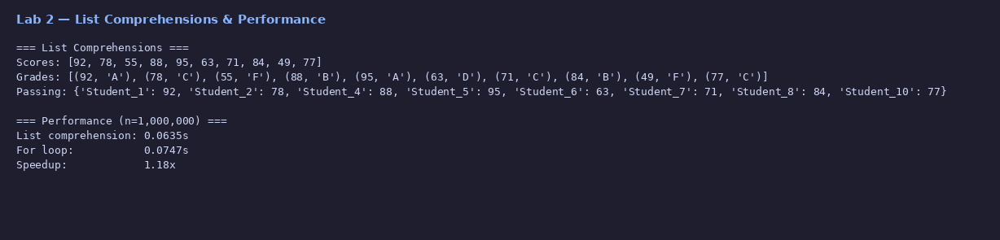 Lab 2 — List Comprehensions & Performance
=== List Comprehensions ===
Scores: [92, 78, 55, 88, 95, 63, 71, 84, 49, 77]
Grades: [(92, 'A'), (78, 'C'), (55, 'F'), (88, 'B'), (95, 'A'), (63, 'D'), (71, 'C'), (84, 'B'), (49, 'F'), (77, 'C')]
Passing: {'Student_1': 92, 'Student_2': 78, 'Student_4': 88, 'Student_5': 95, 'Student_6': 63, 'Student_7': 71, 'Student_8': 84, 'Student_10': 77}
=== Performance (n=1,000,000) ===
List comprehension: 0.0635s
For loop:           0.0747s
Speedup:            1.18x